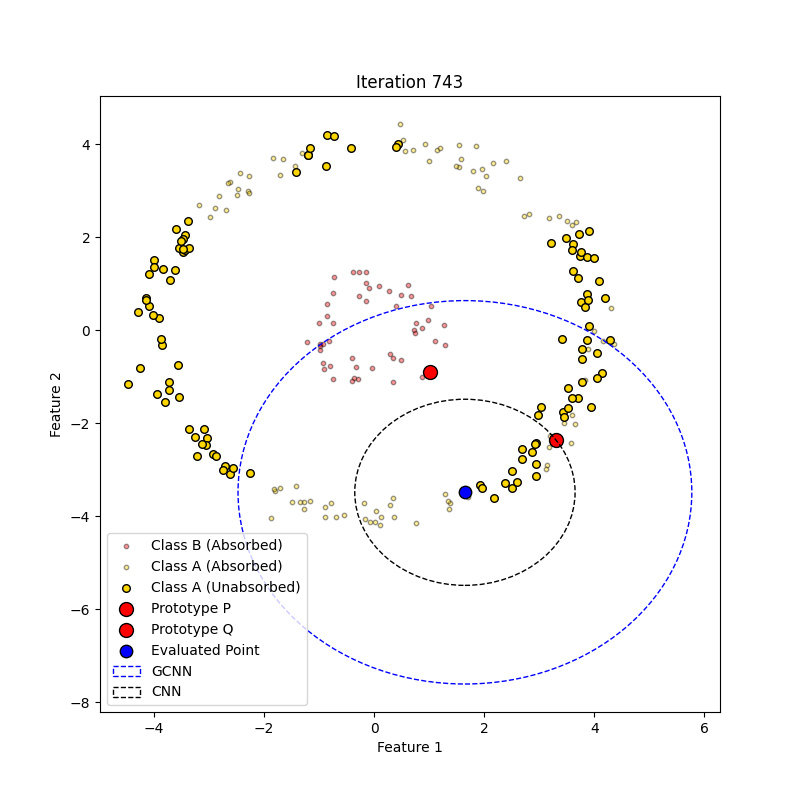 Iteration 743
Feature 2
4
2
0
−2
−4
−6
−8
Class B (Absorbed)
Class A (Absorbed)
Class A (Unabsorbed)
Prototype P
Prototype Q
Evaluated Point
GCNN
CNN
−4 −2 0 2 4 6
Feature 1